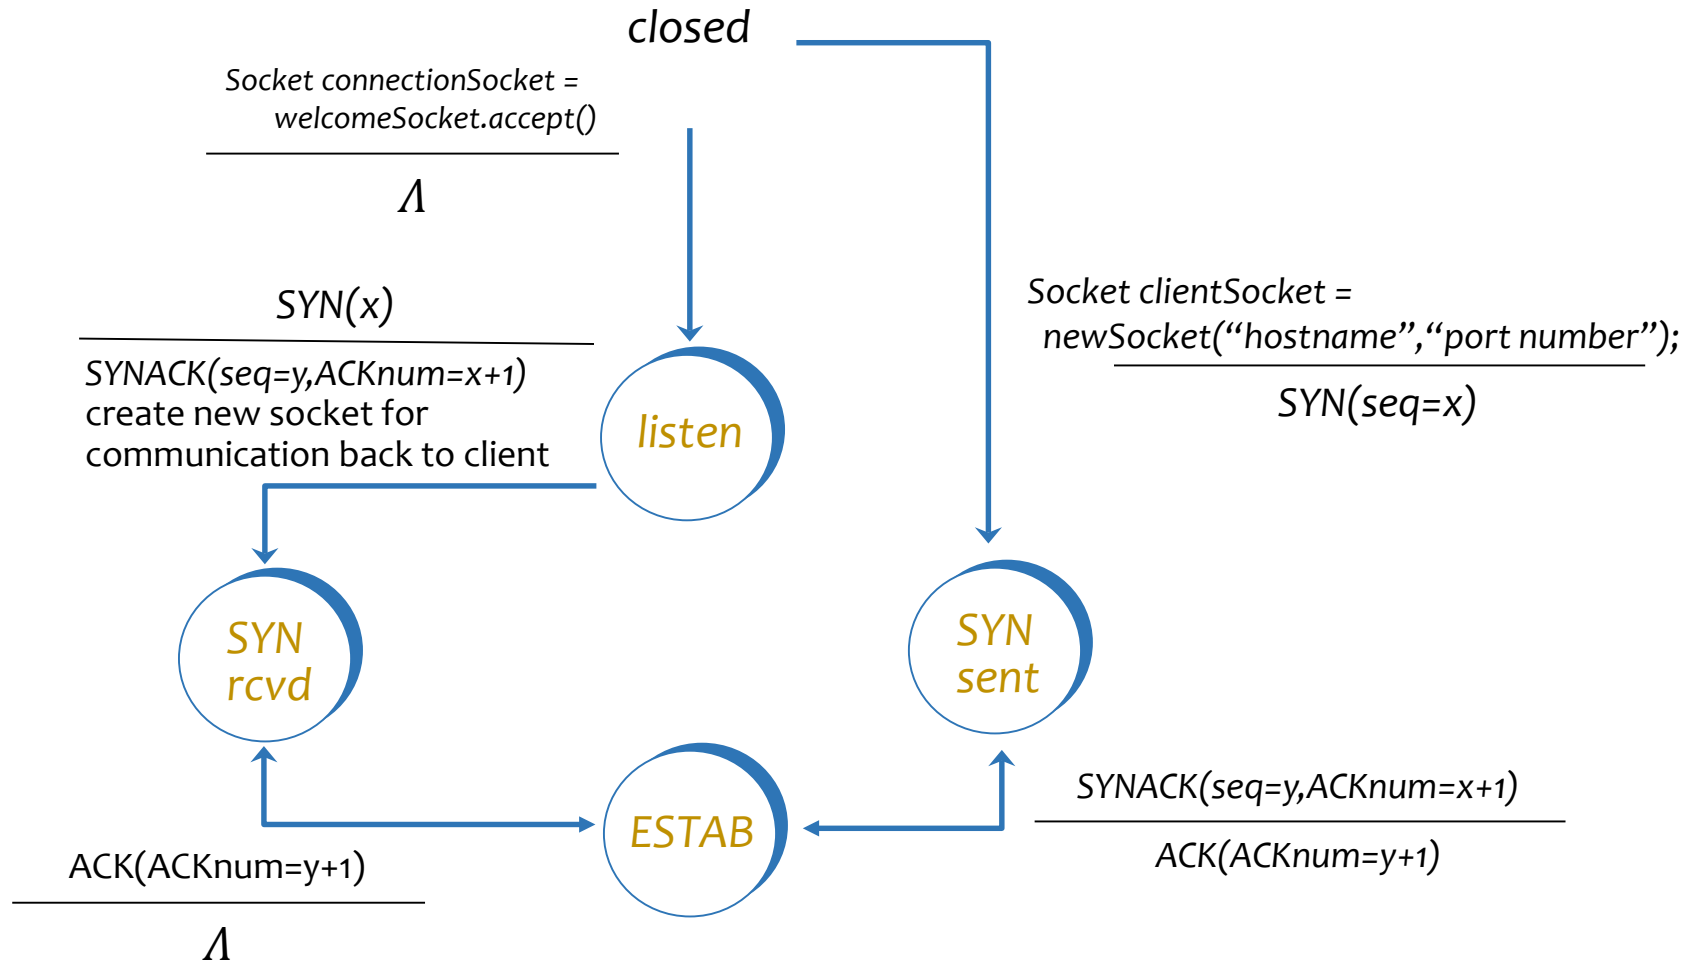 closed
Socket connectionSocket =
welcomeSocket.accept()
Λ
SYN(x)
SYNACK(seq=y,ACKnum=x+1)
create new socket for
communication back to client
listen
Socket clientSocket =
newSocket(“hostname”,“port number”);
SYN(seq=x)
SYN
rcvd
SYN
sent
ESTAB
SYNACK(seq=y,ACKnum=x+1)
ACK(ACKnum=y+1)
ACK(ACKnum=y+1)
Λ